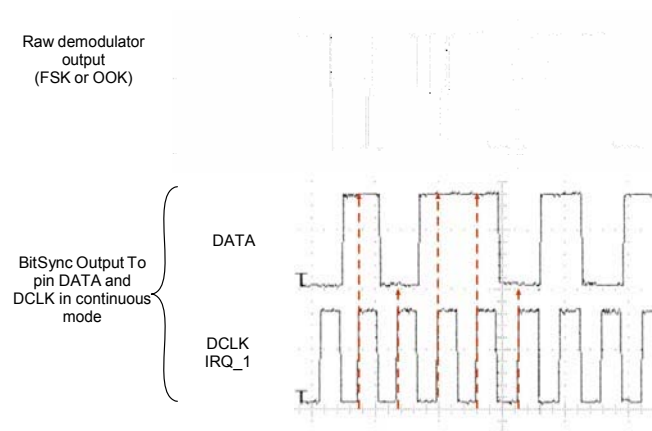 Raw demodulator
output
(FSK or OOK)
DATA
BitSync Output To
pin DATA and
DCLK in continuous
mode
DCLK
IRQ_1